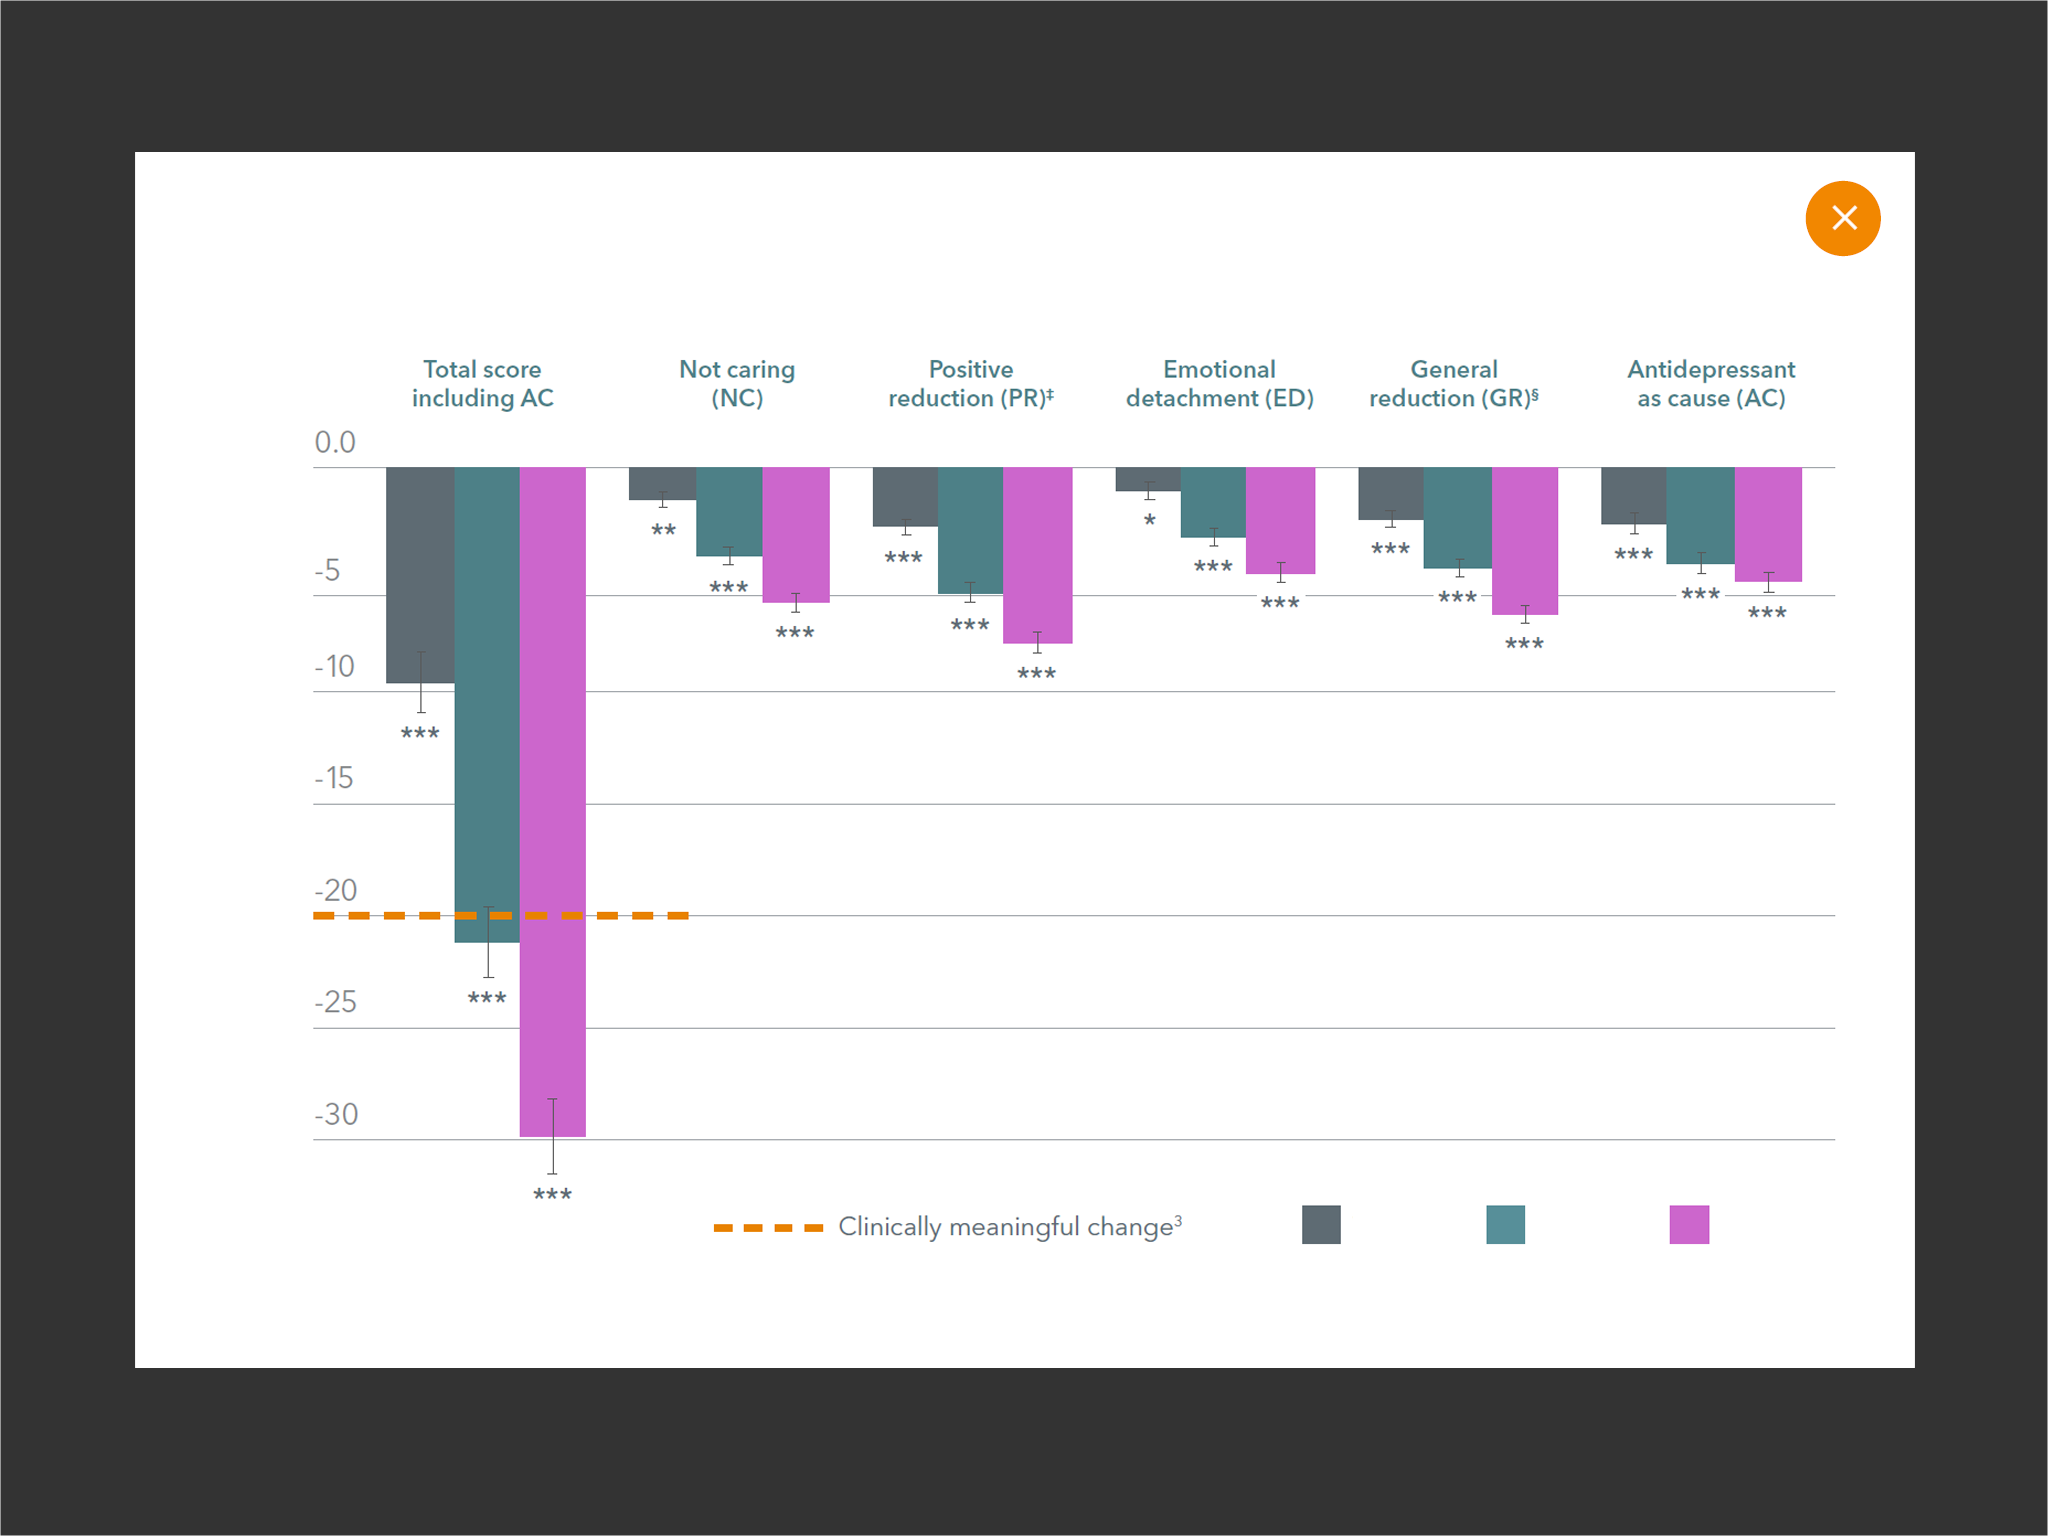 Total score
including AC
Not caring
(NC)
Positive
reduction (PR)‡
Emotional
detachment (ED)
General
reduction (GR)§
Antidepressant
as cause (AC)
0.0
-5
-10
-15
-20
-25
-30
**
***
***
***
***
***
*
***
***
***
***
***
***
***
***
***
***
***
Clinically meaningful change³